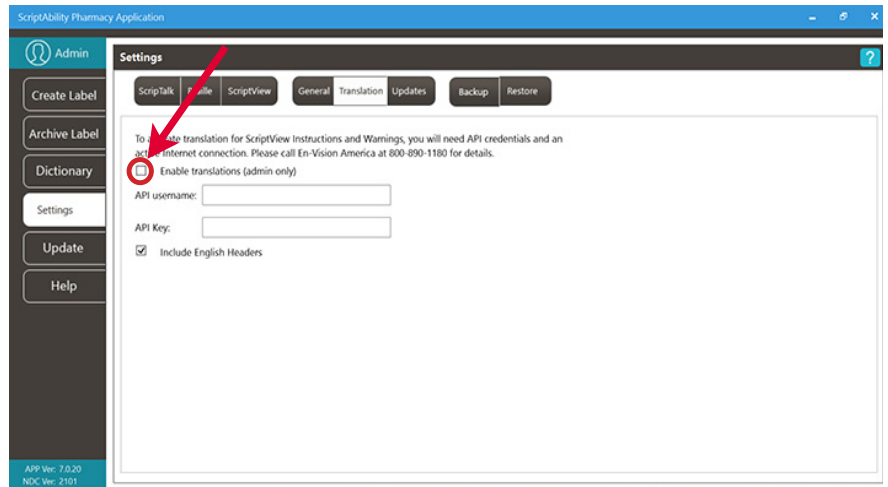 ScriptAbility Pharmacy Application
Admin
Settings
?
ScripTalk
ScriptView
General
Translation
Updates
Backup
Restore
Create Label
Archive Label
Dictionary
Settings
Update
Help
To translation for ScriptView Instructions and Warnings, you will need API credentials and an
internet connection. Please call En-Vision America at 800-890-1180 for details.
Enable translations (admin only)
API username:
API Key:
Include English Headers
APP Ver: 7.0.20
NDC Ver: 2101